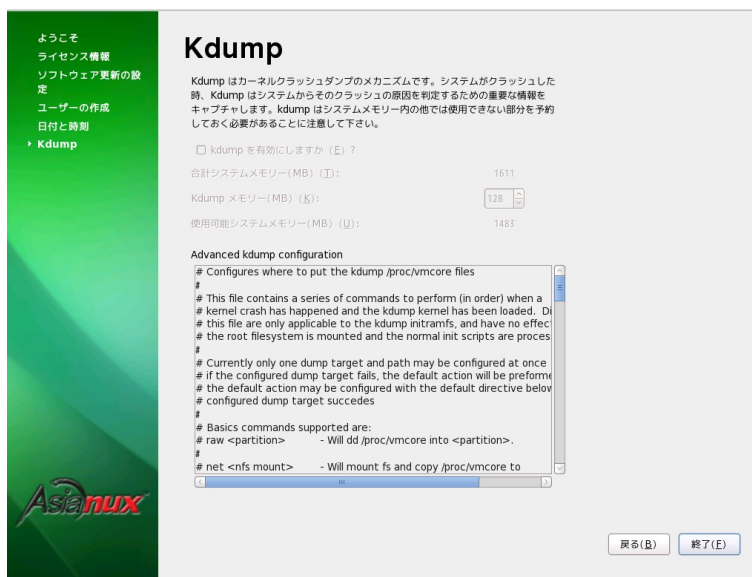 ようこそ
ライセンス情報
ソフトウェア更新の設
定
ユーザーの作成
日付と時刻
Kdump
Kdump
Kdump はカーネルクラッシュダンプのメカニズムです。システムがクラッシュした
時、Kdump はシステムからそのクラッシュの原因を判定するための重要な情報を
キャプチャします。kdump はシステムメモリー内の他では使用できない部分を予約
しておく必要があることに注意して下さい。
kdump を有効にしますか (E) ?
合計システムメモリー(MB) (T): 1611
Kdump メモリー(MB) (K): 128
使用可能システムメモリー(MB) (U): 1483
Advanced kdump configuration
# Configures where to put the kdump /proc/vmcore files
#
# This file contains a series of commands to perform (in order) when a
# kernel crash has happened and the kdump kernel has been loaded. Di
# this file are only applicable to the kdump initramfs, and have no effec
# the root filesystem is mounted and the normal init scripts are proces
#
# Currently only one dump target and path may be configured at once
# if the configured dump target fails, the default action will be preforme
# the default action may be configured with the default directive below
# configured dump target succedes
#
# Basics commands supported are:
# raw <partition> - Will dd /proc/vmcore into <partition>.
#
# net <nfs mount> - Will mount fs and copy /proc/vmcore to
Asianux
戻る(B) 終了(F)